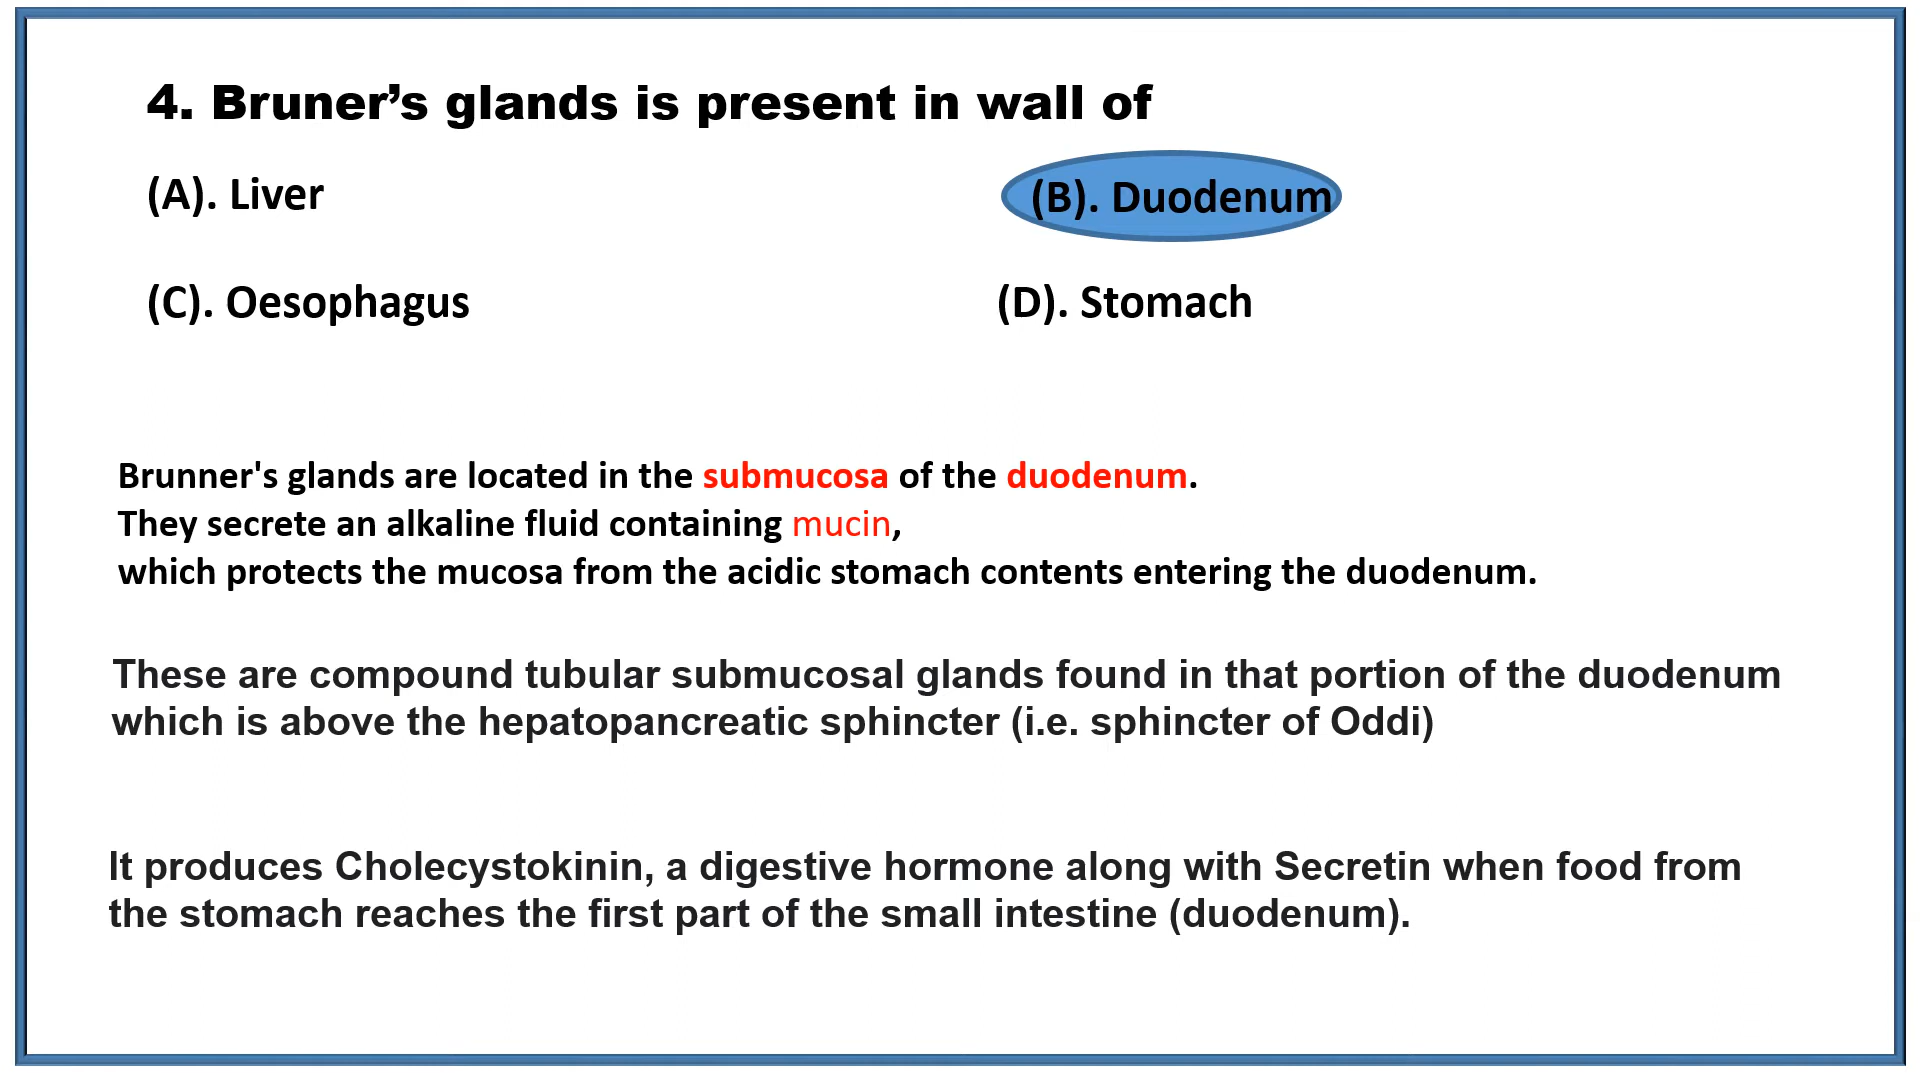 4. Bruner’s glands is present in wall of
(A). Liver
(B). Duodenum
(C). Oesophagus
(D). Stomach
Brunner's glands are located in the submucosa of the duodenum.
They secrete an alkaline fluid containing mucin,
which protects the mucosa from the acidic stomach contents entering the duodenum.
These are compound tubular submucosal glands found in that portion of the duodenum
which is above the hepatopancreatic sphincter (i.e. sphincter of Oddi)
It produces Cholecystokinin, a digestive hormone along with Secretin when food from
the stomach reaches the first part of the small intestine (duodenum).